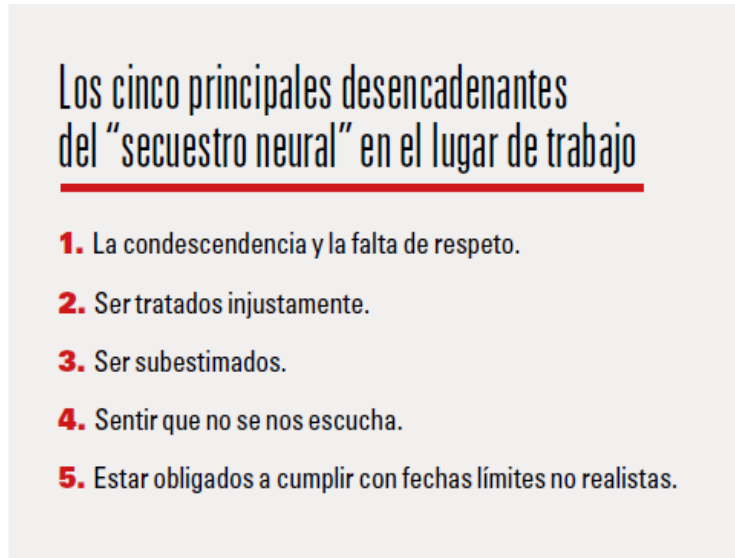 Los cinco principales desencadenantes
del “secuestro neural” en el lugar de trabajo
1. La condescendencia y la falta de respeto.
2. Ser tratados injustamente.
3. Ser subestimados.
4. Sentir que no se nos escucha.
5. Estar obligados a cumplir con fechas límites no realistas.